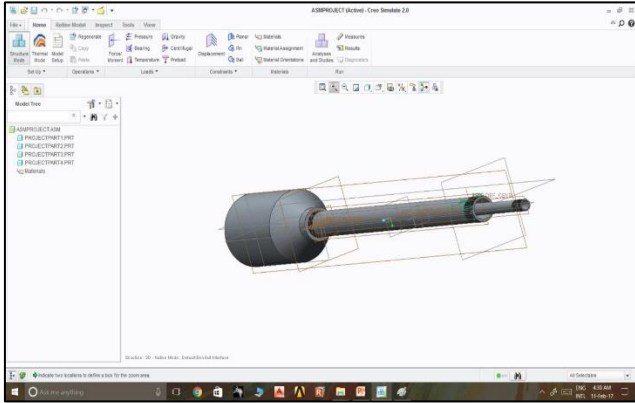 ASMPROJECT (Active) - Creo Simulate 2.0
File Home Refine Model Inspect Tools View
Structure Mode
Thermal Mode
Model Setup
Regenerate
Copy
Paste
Force/Moment
Pressure
Bearing
Temperature
Gravity
Centrifugal
Preload
Displacement
Planar
Pin
Ball
Materials
Material Assignment
Material Orientations
Analyses and Studies
Measures
Results
Diagnostics
Set Up Operations Loads Constraints Materials Run
Model Tree
ASMPROJECT.ASM
PROJECTPART1.PRT
PROJECTPART2.PRT
PROJECTPART3.PRT
PROJECTPART4.PRT
Materials
Indicate two locations to define a box for the zoom area.
All Selectable
Ask me anything
ENG 4:30 AM
INTL 11-Feb-17